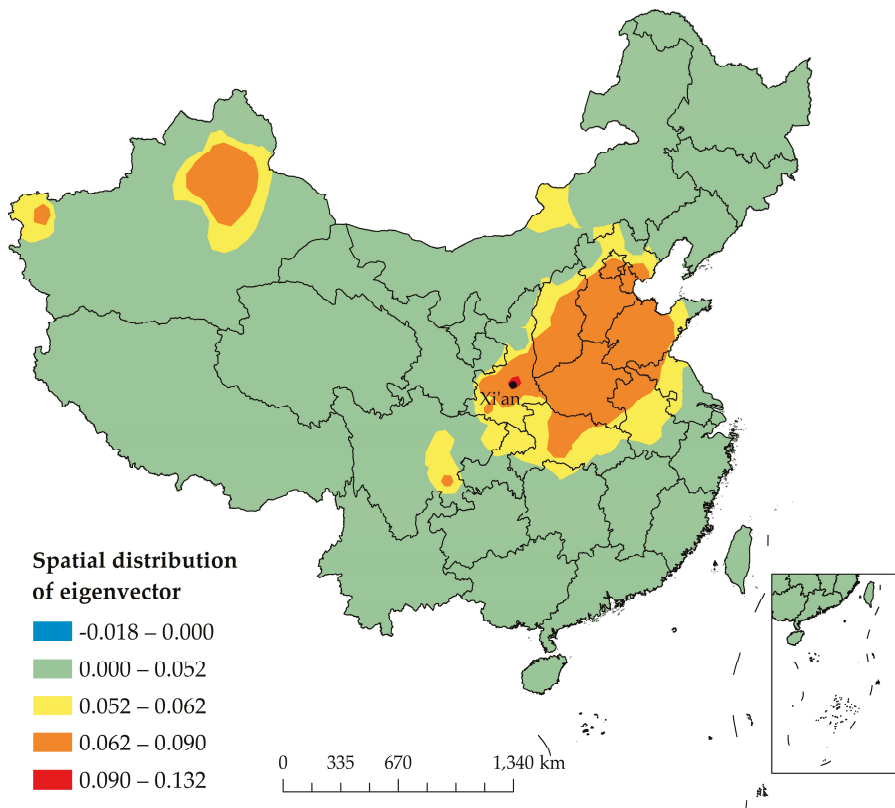 Xi'an
Spatial distribution
of eigenvector
-0.018 – 0.000
0.000 – 0.052
0.052 – 0.062
0.062 – 0.090
0.090 – 0.132
0 335 670 1,340 km